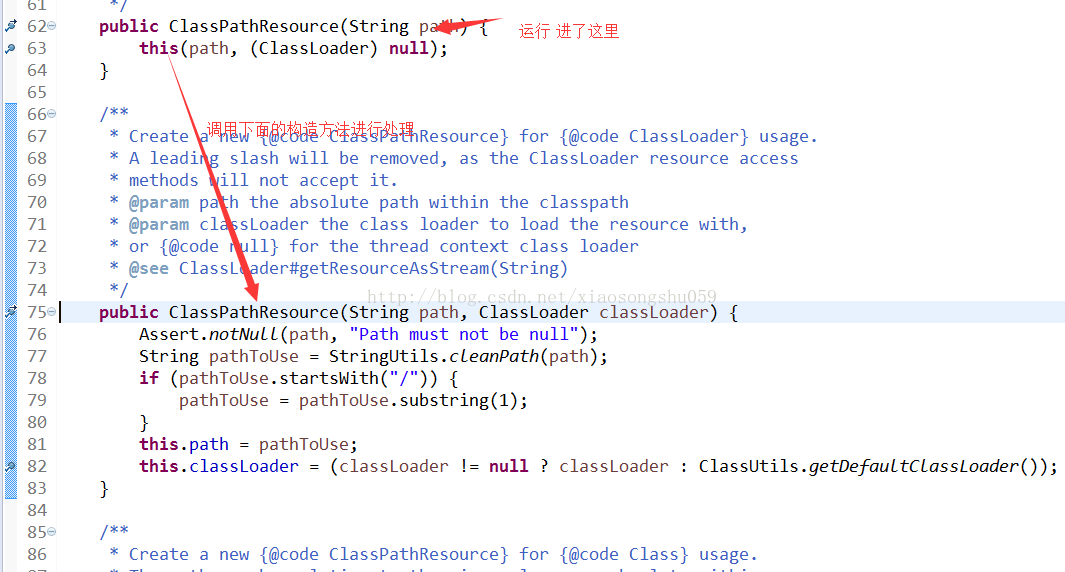 61 */
62 public ClassPathResource(String path) { 运行 进了这里
63 this(path, (ClassLoader) null);
64 }
65
66 /**
调用下面的构造方法进行处理
67 * Create a new {@code ClassPathResource} for {@code ClassLoader} usage.
68 * A leading slash will be removed, as the ClassLoader resource access
69 * methods will not accept it.
70 * @param path the absolute path within the classpath
71 * @param classLoader the class loader to load the resource with,
72 * or {@code null} for the thread context class loader
73 * @see ClassLoader#getResourceAsStream(String)
74 */
http://blog.csdn.net/xiaosongshu059
75 public ClassPathResource(String path, ClassLoader classLoader) {
76 Assert.notNull(path, "Path must not be null");
77 String pathToUse = StringUtils.cleanPath(path);
78 if (pathToUse.startsWith("/")) {
79 pathToUse = pathToUse.substring(1);
80 }
81 this.path = pathToUse;
82 this.classLoader = (classLoader != null ? classLoader : ClassUtils.getDefaultClassLoader());
83 }
84
85 /**
86 * Create a new {@code ClassPathResource} for {@code Class} usage.